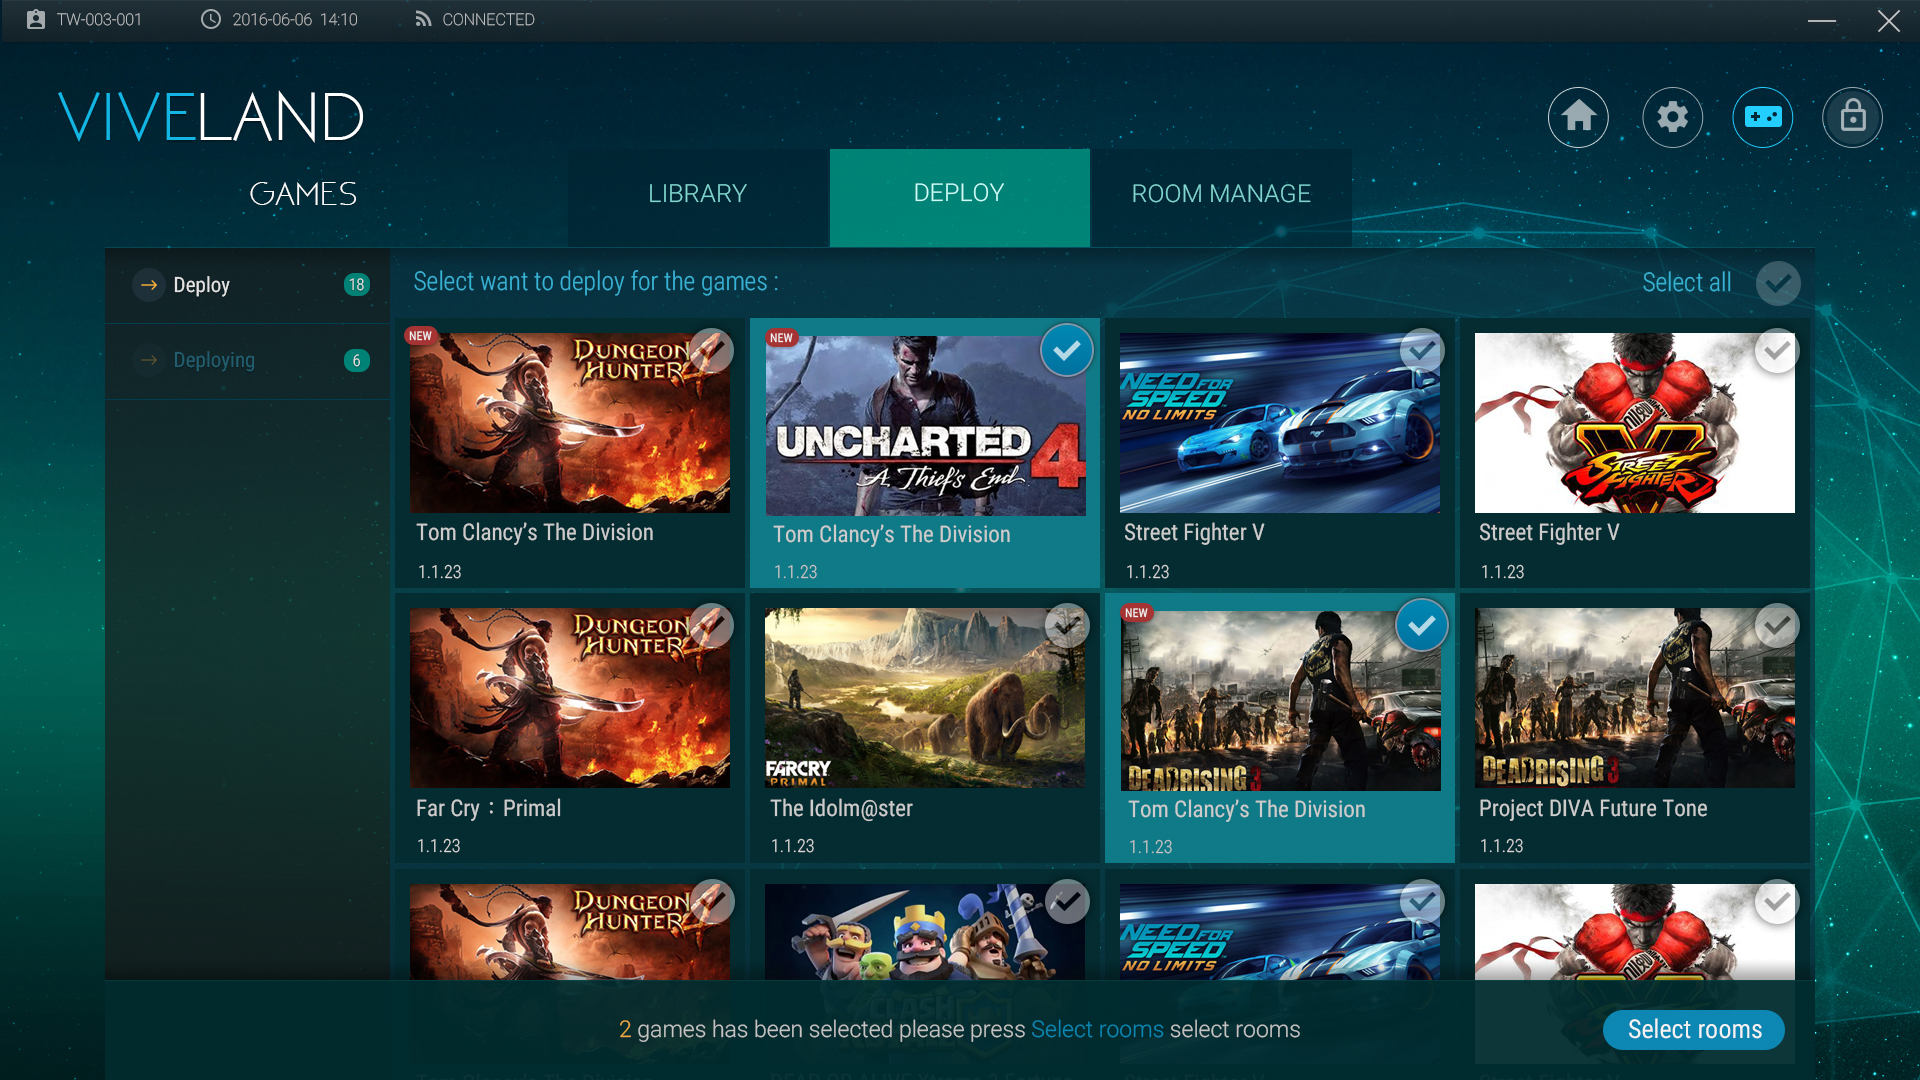 TW-003-001
2016-06-06 14:10
CONNECTED
VIVELAND
GAMES
LIBRARY
DEPLOY
ROOM MANAGE
Deploy
18
Deploying
6
Select want to deploy for the games :
Select all
NEW
DUNGEON
HUNTER 4
Tom Clancy's The Division
1.1.23
NEW
UNCHARTED 4
A Thief's End
Tom Clancy's The Division
1.1.23
NEED FOR
SPEED
NO LIMITS
Street Fighter V
1.1.23
V
STREET
FIGHTER
Street Fighter V
1.1.23
DUNGEON
HUNTER 4
Far Cry : Primal
1.1.23
FARCRY
PRIMAL
The Idolm@ster
1.1.23
NEW
DEADRISING 3
Tom Clancy's The Division
1.1.23
DEADRISING 3
Project DIVA Future Tone
1.1.23
DUNGEON
HUNTER 4
CLASH
NEED FOR
SPEED
NO LIMITS
2 games has been selected please press Select rooms select rooms
Select rooms